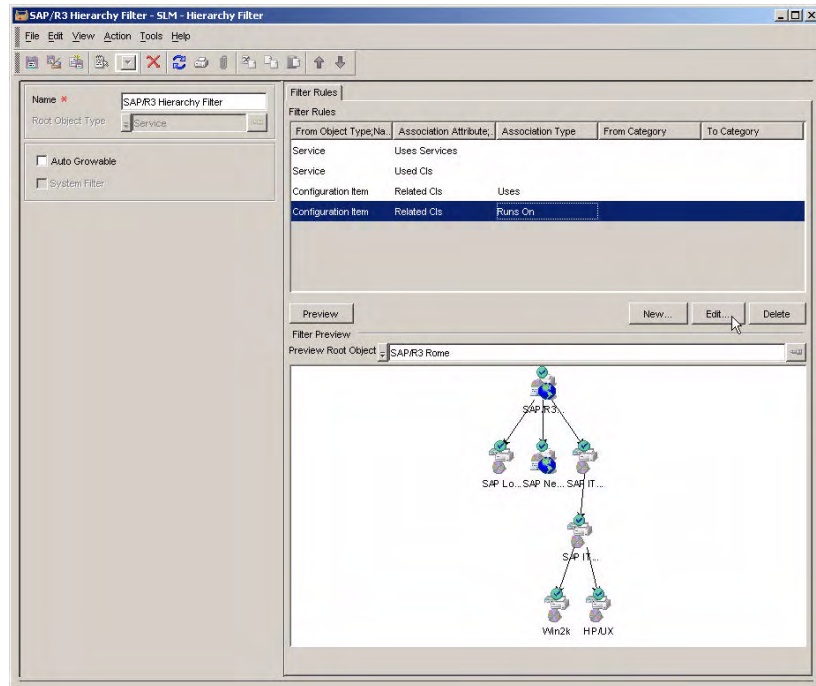 SAP/R3 Hierarchy Filter - SLM - Hierarchy Filter
File Edit View Action Tools Help
Name
SAP/R3 Hierarchy Filter
Root Object Type
Service
Auto Growable
System Filter
Filter Rules
Filter Rules
From Object Type;Na.. Association Attribute;. Association Type From Category To Category
Service Uses Services
Service Used CIs
Configuration Item Related CIs Uses
Configuration Item Related CIs Runs On
Preview New... Edit... Delete
Filter Preview
Preview Root Object SAP/R3 Rome
SAP/R3...
SAP Lo... SAP Ne... SAP IT...
SAP IT...
Win2k HP/UX